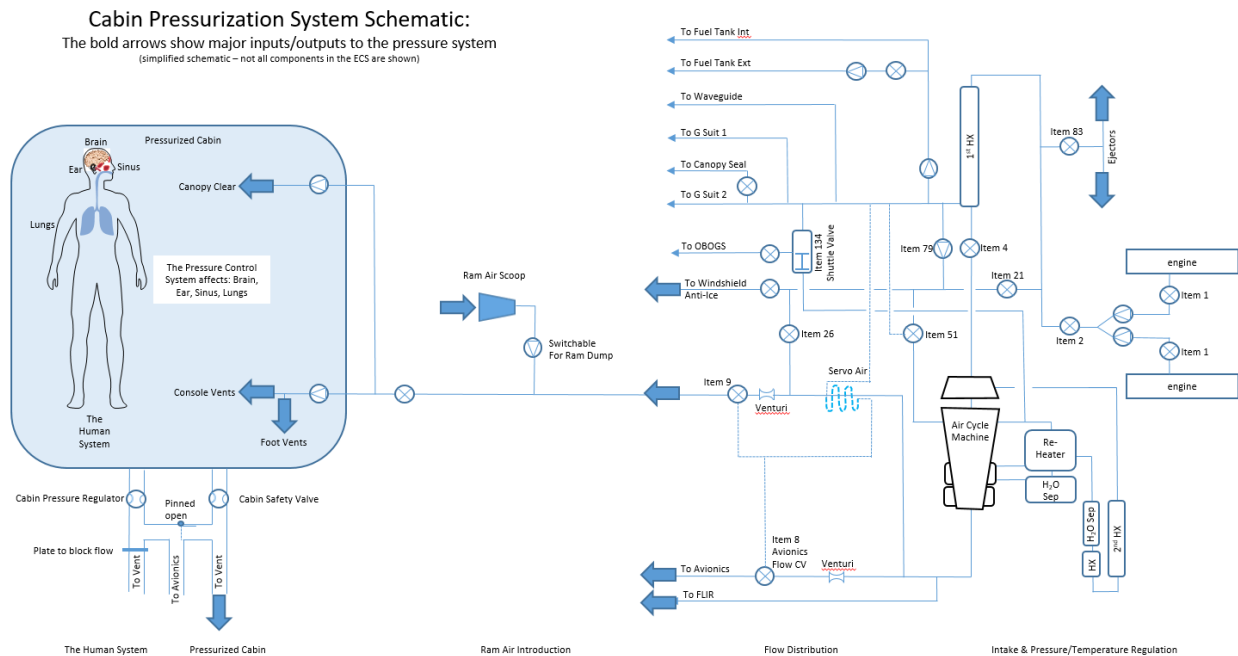 Cabin Pressurization System Schematic:
The bold arrows show major inputs/outputs to the pressure system
(simplified schematic – not all components in the ECS are shown)
Brain
Ear
Sinus
Lungs
Pressurized Cabin
Canopy Clear
The Pressure Control
System affects: Brain,
Ear, Sinus, Lungs
Console Vents
Foot Vents
The
Human
System
Cabin Pressure Regulator
Cabin Safety Valve
Pinned
open
Plate to block flow
To Vent
To Avionics
To Vent
Ram Air Scoop
Switchable
For Ram Dump
To Fuel Tank Int
To Fuel Tank Ext
To Waveguide
To G Suit 1
To Canopy Seal
To G Suit 2
To OBOGS
To Windshield
Anti-Ice
Item 134
Shuttle Valve
Item 26
Item 9
Venturi
Servo Air
Item 8
Avionics
Flow CV
Venturi
To Avionics
To FLIR
1st HX
Item 83
Ejectors
Item 79
Item 4
Item 21
Item 51
Item 2
engine
Item 1
Item 1
engine
Air Cycle
Machine
Re-
Heater
H2O
Sep
H2O Sep
HX
2nd HX
The Human System
Pressurized Cabin
Ram Air Introduction
Flow Distribution
Intake & Pressure/Temperature Regulation